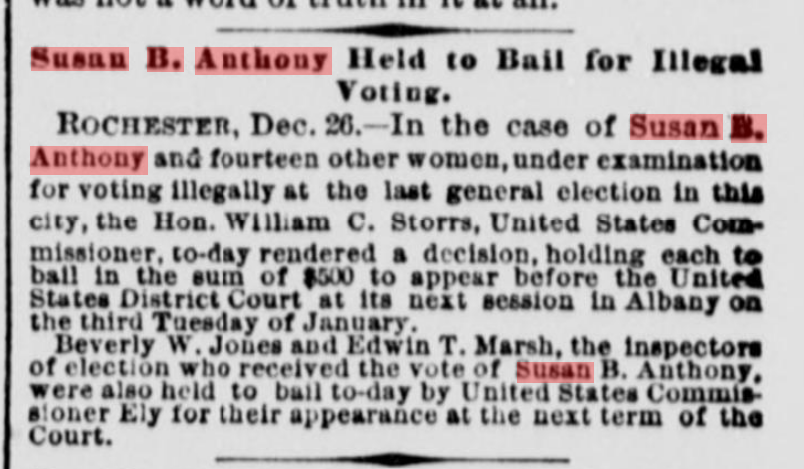 was not a word of truth in it at all.
Susan B. Anthony Held to Bail for Illegal
Voting.
ROCHESTER, Dec. 26.—In the case of Susan B.
Anthony and fourteen other women, under examination
for voting illegally at the last general election in this
city, the Hon. William C. Storrs, United States Com-
missioner, to-day rendered a decision, holding each to
bail in the sum of $500 to appear before the United
States District Court at its next session in Albany on
the third Tuesday of January.
Beverly W. Jones and Edwin T. Marsh, the inspectors
of election who received the vote of Susan B. Anthony,
were also held to bail to-day by United States Commis-
sioner Ely for their appearance at the next term of the
Court.